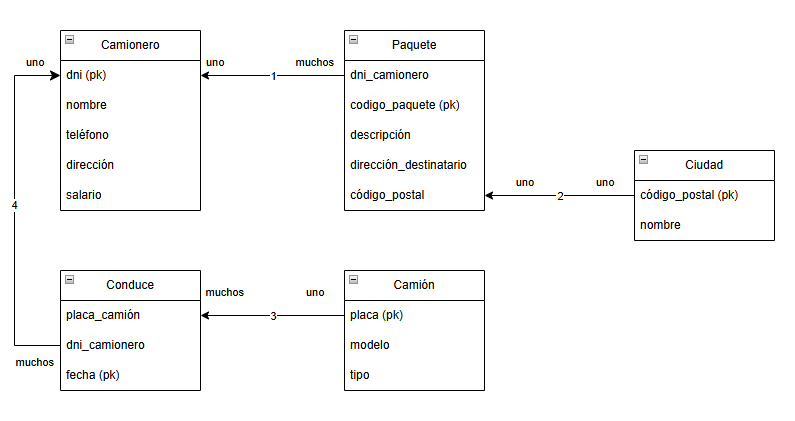 Camionero
dni (pk)
nombre
teléfono
dirección
salario
uno
uno
1
muchos
Paquete
dni_camionero
codigo_paquete (pk)
descripción
dirección_destinatario
código_postal
uno
2
uno
Ciudad
código_postal (pk)
nombre
4
Conduce
placa_camión
dni_camionero
fecha (pk)
muchos
muchos
3
uno
Camión
placa (pk)
modelo
tipo